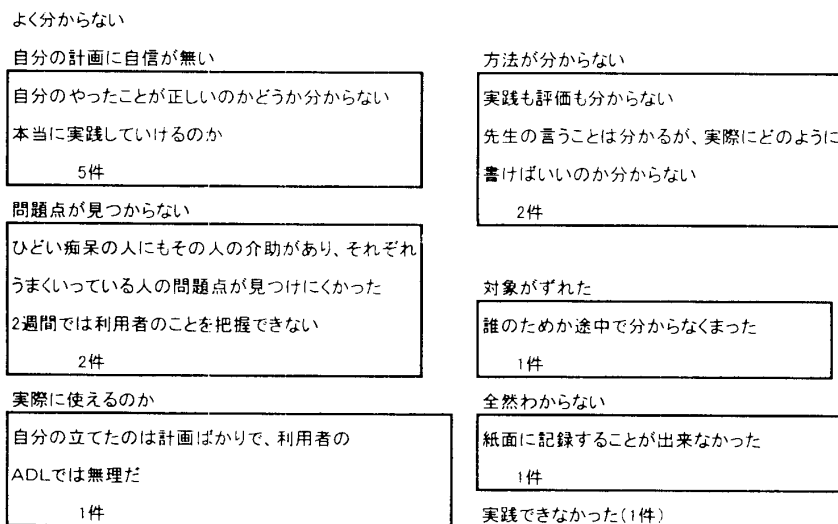 よく分からない
自分の計画に自信が無い
自分のやったことが正しいのかどうか分からない
本当に実践していけるのか
5件
問題点が見つからない
ひどい痴呆の人にもその人の介助があり、それぞれ
うまくいっている人の問題点が見つけにくかった
2週間では利用者のことを把握できない
2件
実際に使えるのか
自分の立てたのは計画ばかりで、利用者の
ADLでは無理だ
1件
方法が分からない
実践も評価も分からない
先生の言うことは分かるが、実際にどのように
書けばいいのか分からない
2件
対象がずれた
誰のためか途中で分からなくまった
1件
全然わからない
紙面に記録することが出来なかった
1件
実践できなかった(1件)